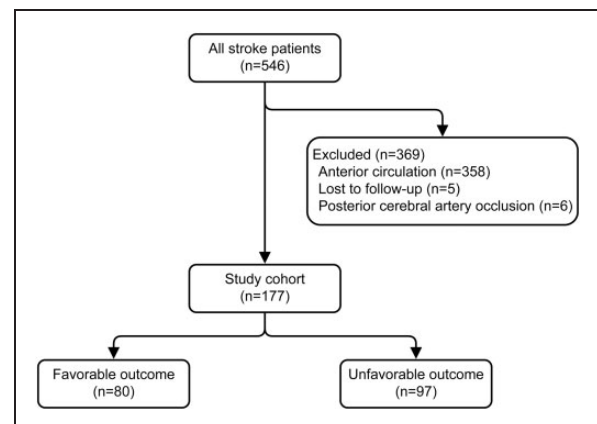 All stroke patients
(n=546)
Excluded (n=369)
Anterior circulation (n=358)
Lost to follow-up (n=5)
Posterior cerebral artery occlusion (n=6)
Study cohort
(n=177)
Favorable outcome
(n=80)
Unfavorable outcome
(n=97)